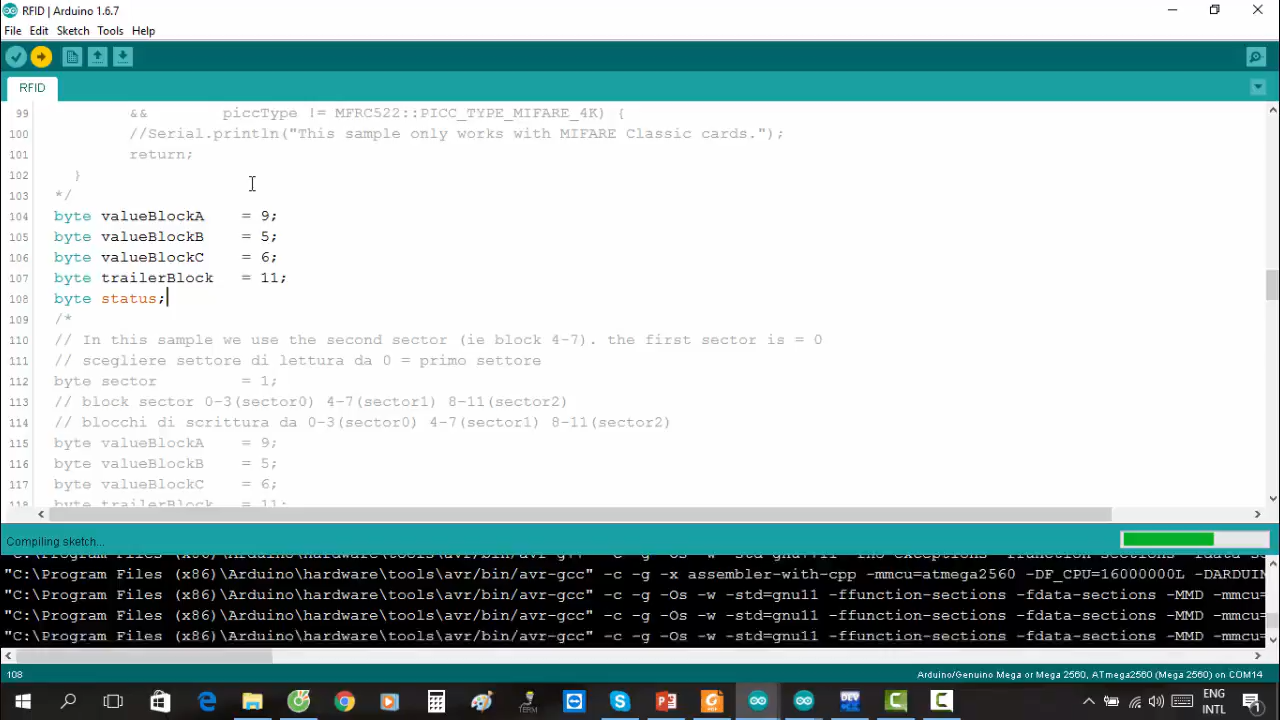 RFID | Arduino 1.6.7
File Edit Sketch Tools Help
RFID
99 && piccType != MFRC522::PICC_TYPE_MIFARE_4K) {
100 //Serial.println("This sample only works with MIFARE Classic cards.");
101 return;
102 }
103 */
104 byte valueBlockA = 9;
105 byte valueBlockB = 5;
106 byte valueBlockC = 6;
107 byte trailerBlock = 11;
108 byte status;
109 /*
110 // In this sample we use the second sector (ie block 4-7). the first sector is = 0
111 // scegliere settore di lettura da 0 = primo settore
112 byte sector = 1;
113 // block sector 0-3(sector0) 4-7(sector1) 8-11(sector2)
114 // blocchi di scrittura da 0-3(sector0) 4-7(sector1) 8-11(sector2)
115 byte valueBlockA = 9;
116 byte valueBlockB = 5;
117 byte valueBlockC = 6;
118 byte trailerBlock = 11;
Compiling sketch...
"C:\Program Files (x86)\Arduino\hardware\tools\avr/bin/avr-g++" -c -g -Os -w -std=gnu++11 -fno-exceptions -ffunction-sections
"C:\Program Files (x86)\Arduino\hardware\tools\avr/bin/avr-gcc" -c -g -x assembler-with-cpp -mmcu=atmega2560 -DF_CPU=16000000L -DARDUIN
"C:\Program Files (x86)\Arduino\hardware\tools\avr/bin/avr-gcc" -c -g -Os -w -std=gnu11 -ffunction-sections -fdata-sections -MMD -mmcu=
"C:\Program Files (x86)\Arduino\hardware\tools\avr/bin/avr-gcc" -c -g -Os -w -std=gnu11 -ffunction-sections -fdata-sections -MMD -mmcu=
"C:\Program Files (x86)\Arduino\hardware\tools\avr/bin/avr-gcc" -c -g -Os -w -std=gnu11 -ffunction-sections -fdata-sections -MMD -mmcu=
108 Arduino/Genuino Mega or Mega 2560, ATmega2560 (Mega 2560) on COM14
TERM
DEV
ENG 7:09 PM
INTL 1